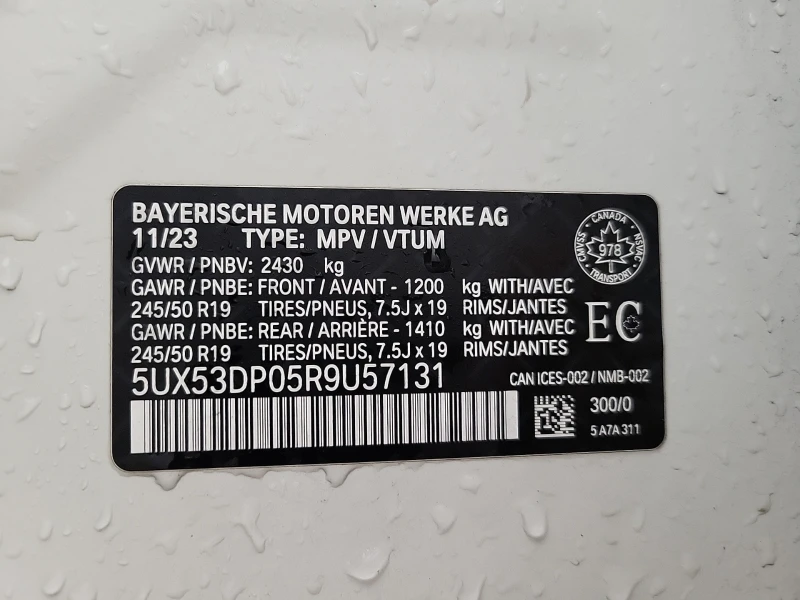 BAYERISCHE MOTOREN WERKE AG
11/23 TYPE: MPV / VTUM
GVWR / PNBV: 2430 kg
GAWR / PNBE: FRONT / AVANT - 1200 kg WITH/AVEC
245/50 R19 TIRES/PNEUS, 7.5J x 19 RIMS/JANTES
GAWR / PNBE: REAR / ARRIÈRE - 1410 kg WITH/AVEC
245/50 R19 TIRES/PNEUS, 7.5J x 19 RIMS/JANTES
5UX53DP05R9U57131
CANADA
CMVSS 978 NSVAC
TRANSPORT
EC
CAN ICES-002 / NMB-002
300/0
5 A7A 311